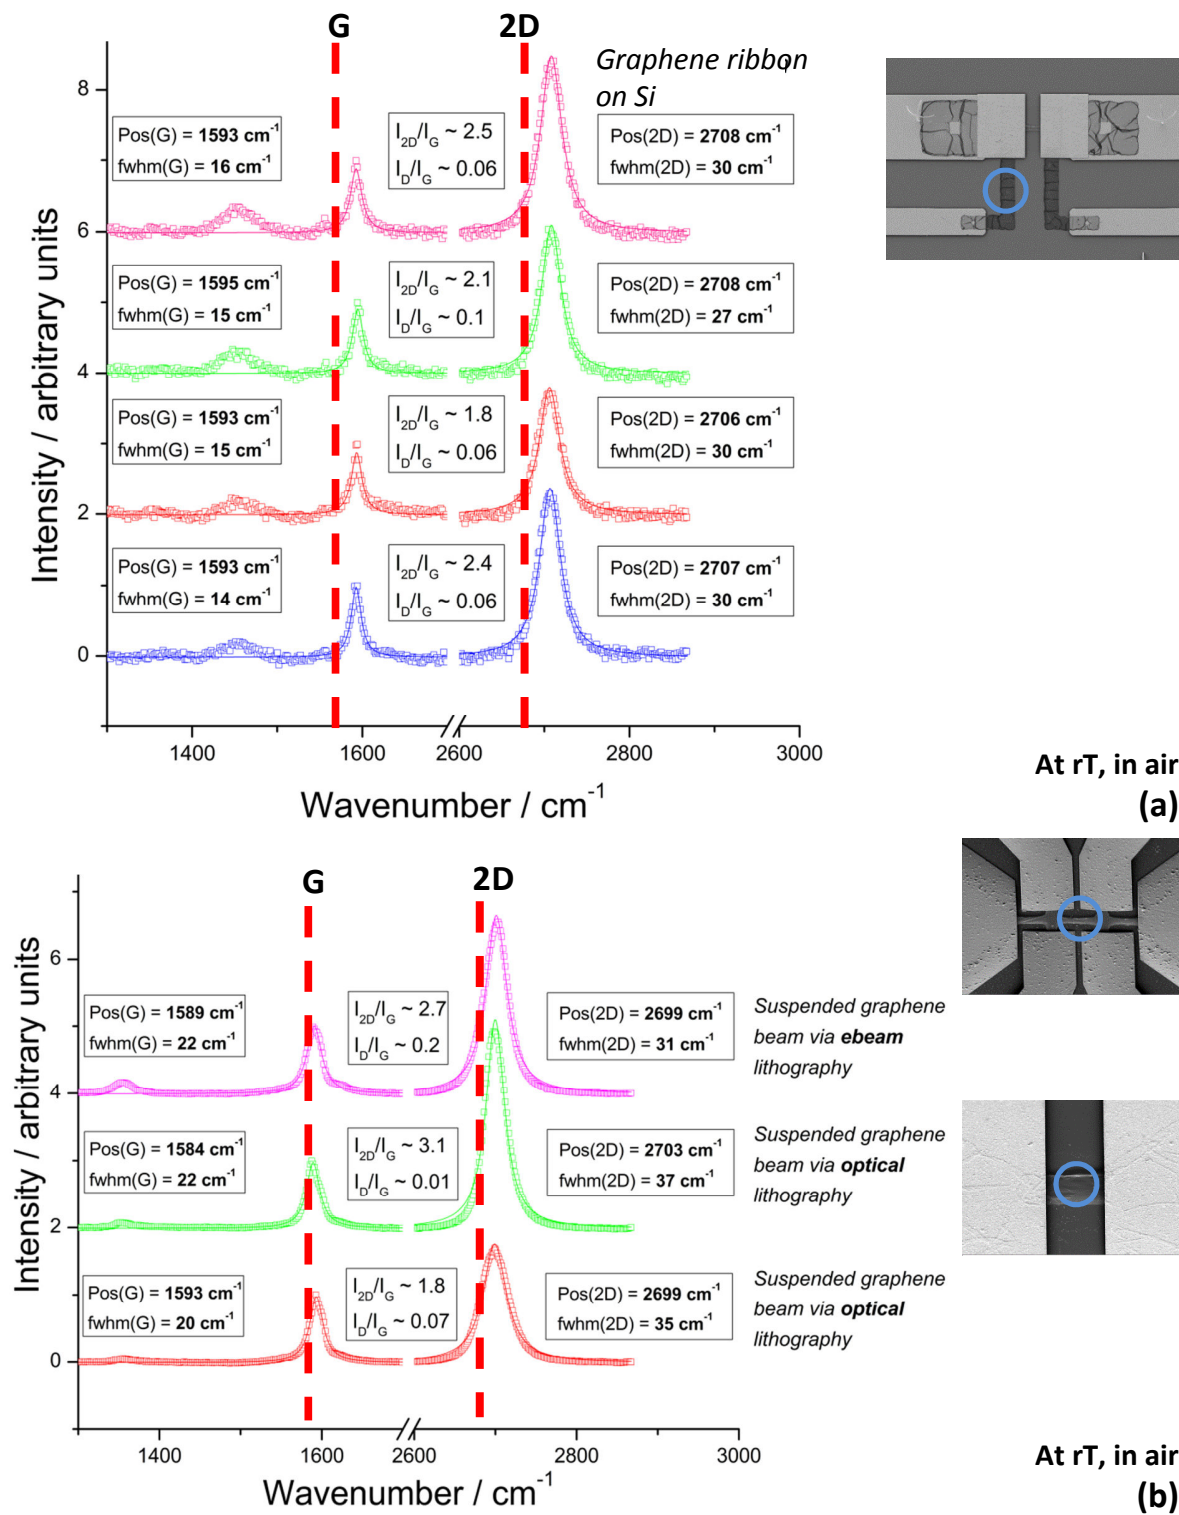 G
2D
Graphene ribbon
on Si
8
6
4
2
0
Intensity / arbitrary units
Pos(G) = 1593 cm⁻¹
fwhm(G) = 16 cm⁻¹
I2D/IG ~ 2.5
ID/IG ~ 0.06
Pos(2D) = 2708 cm⁻¹
fwhm(2D) = 30 cm⁻¹
Pos(G) = 1595 cm⁻¹
fwhm(G) = 15 cm⁻¹
I2D/IG ~ 2.1
ID/IG ~ 0.1
Pos(2D) = 2708 cm⁻¹
fwhm(2D) = 27 cm⁻¹
Pos(G) = 1593 cm⁻¹
fwhm(G) = 15 cm⁻¹
I2D/IG ~ 1.8
ID/IG ~ 0.06
Pos(2D) = 2706 cm⁻¹
fwhm(2D) = 30 cm⁻¹
Pos(G) = 1593 cm⁻¹
fwhm(G) = 14 cm⁻¹
I2D/IG ~ 2.4
ID/IG ~ 0.06
Pos(2D) = 2707 cm⁻¹
fwhm(2D) = 30 cm⁻¹
1400 1600 2600 2800 3000
Wavenumber / cm⁻¹
At rT, in air
(a)
G
2D
6
4
2
0
Intensity / arbitrary units
Pos(G) = 1589 cm⁻¹
fwhm(G) = 22 cm⁻¹
I2D/IG ~ 2.7
ID/IG ~ 0.2
Pos(2D) = 2699 cm⁻¹
fwhm(2D) = 31 cm⁻¹
Suspended graphene
beam via ebeam
lithography
Pos(G) = 1584 cm⁻¹
fwhm(G) = 22 cm⁻¹
I2D/IG ~ 3.1
ID/IG ~ 0.01
Pos(2D) = 2703 cm⁻¹
fwhm(2D) = 37 cm⁻¹
Suspended graphene
beam via optical
lithography
Pos(G) = 1593 cm⁻¹
fwhm(G) = 20 cm⁻¹
I2D/IG ~ 1.8
ID/IG ~ 0.07
Pos(2D) = 2699 cm⁻¹
fwhm(2D) = 35 cm⁻¹
Suspended graphene
beam via optical
lithography
1400 1600 2600 2800 3000
Wavenumber / cm⁻¹
At rT, in air
(b)